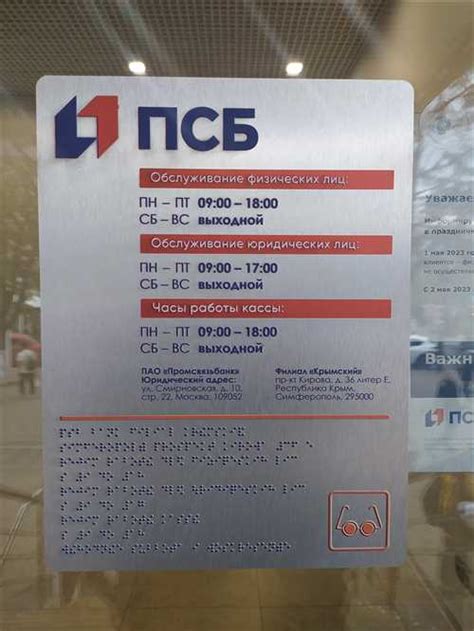 ПСБ
Обслуживание физических лиц:
ПН – ПТ 09:00 – 18:00
СБ – ВС выходной
Обслуживание юридических лиц:
ПН – ПТ 09:00 – 17:00
СБ – ВС выходной
Часы работы кассы:
ПН – ПТ 09:00 – 18:00
СБ – ВС выходной
ПАО «Промсвязьбанк»
Юридический адрес:
ул. Смирновская, д. 10,
стр. 22, Москва, 109052
Филиал «Крымский»
пр-кт Кирова, д. 36 литер Е,
Республика Крым,
Симферополь, 295000
Уважае
в праздничн
1 мая 2023
С 2 мая 2023
Важн
ПСБ